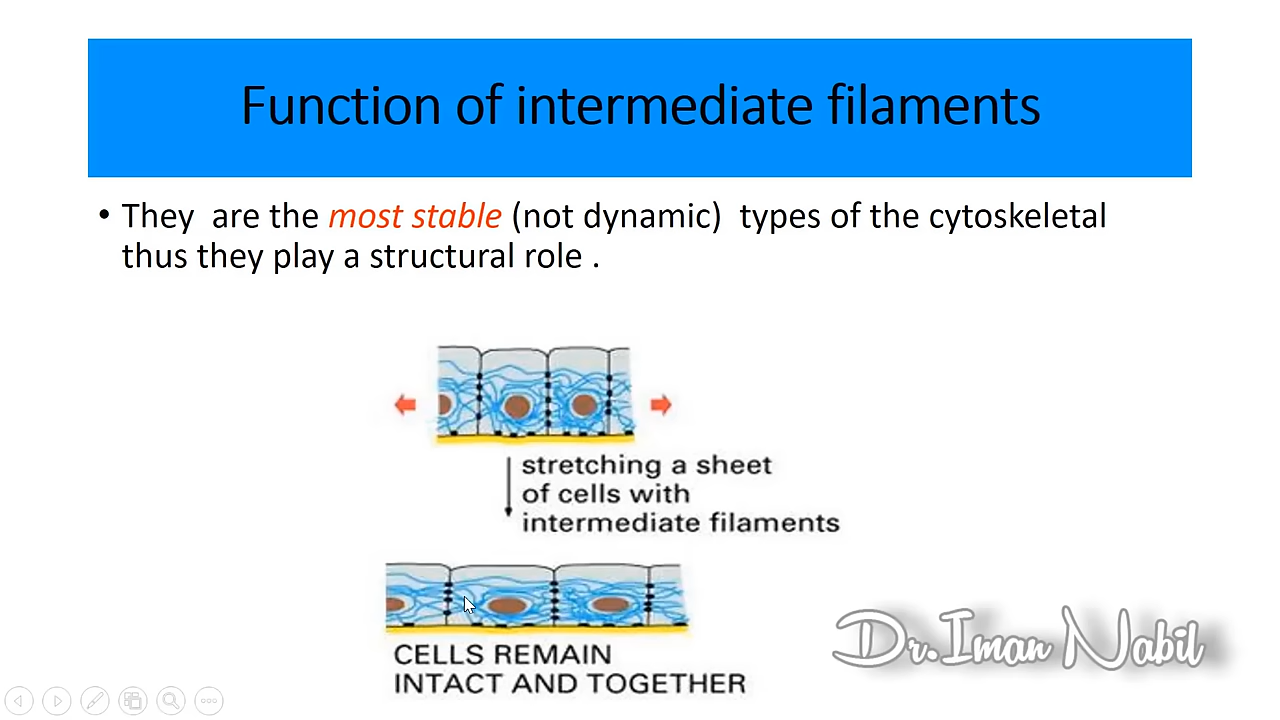 Function of intermediate filaments
• They are the most stable (not dynamic) types of the cytoskeletal
thus they play a structural role .
stretching a sheet
of cells with
intermediate filaments
CELLS REMAIN
INTACT AND TOGETHER
Dr.Iman Nabil